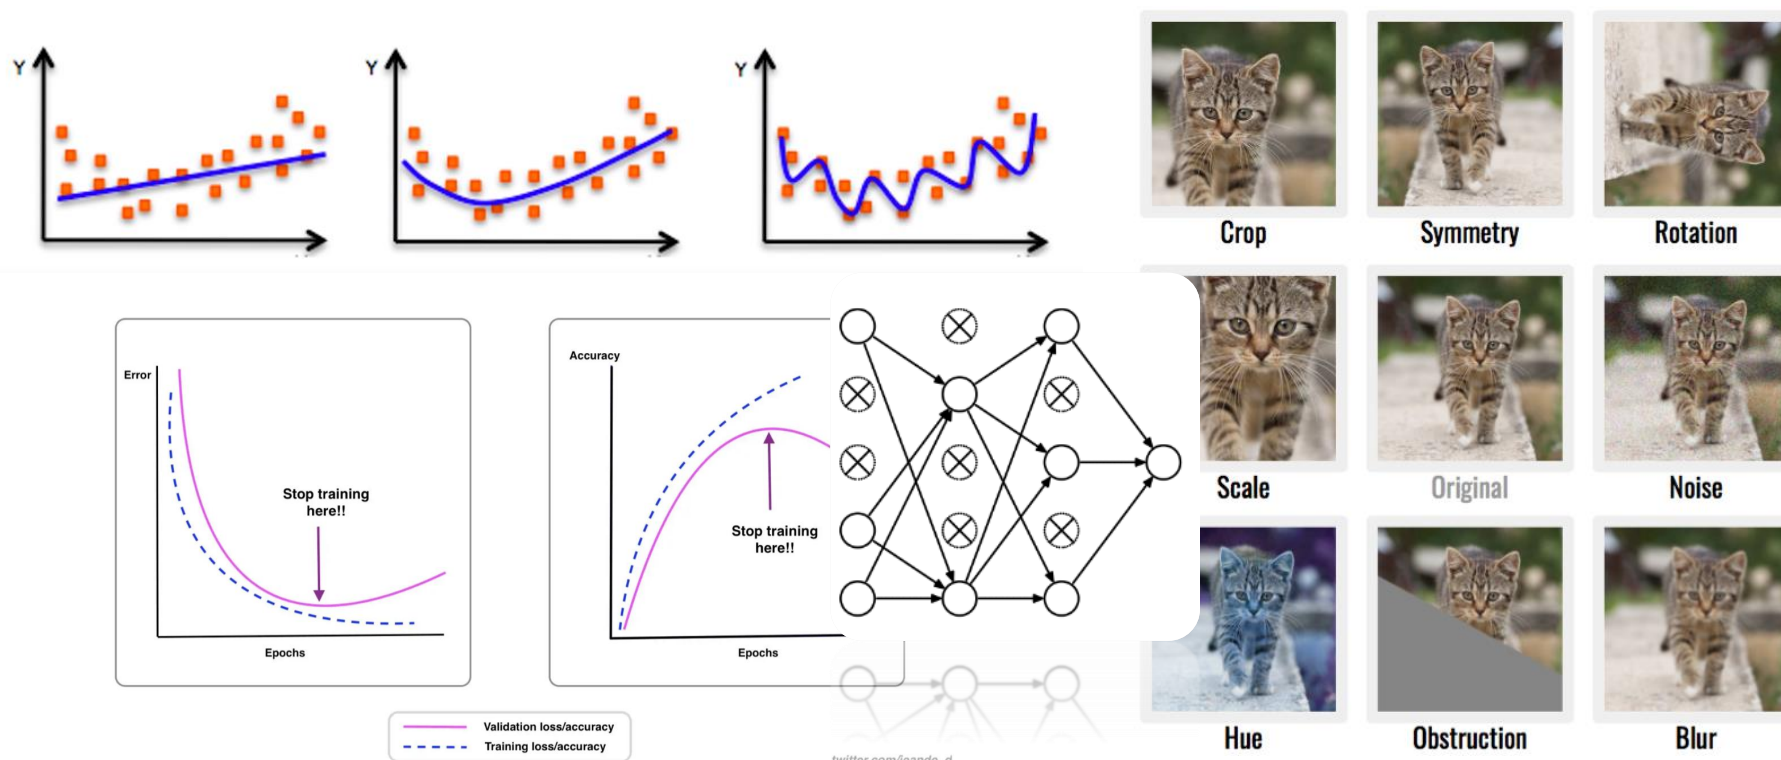 Y
Y
Y
Crop
Symmetry
Rotation
Error
Stop training
here!!
Epochs
Accuracy
Stop training
here!!
Epochs
Scale
Original
Noise
Validation loss/accuracy
Training loss/accuracy
Hue
Obstruction
Blur